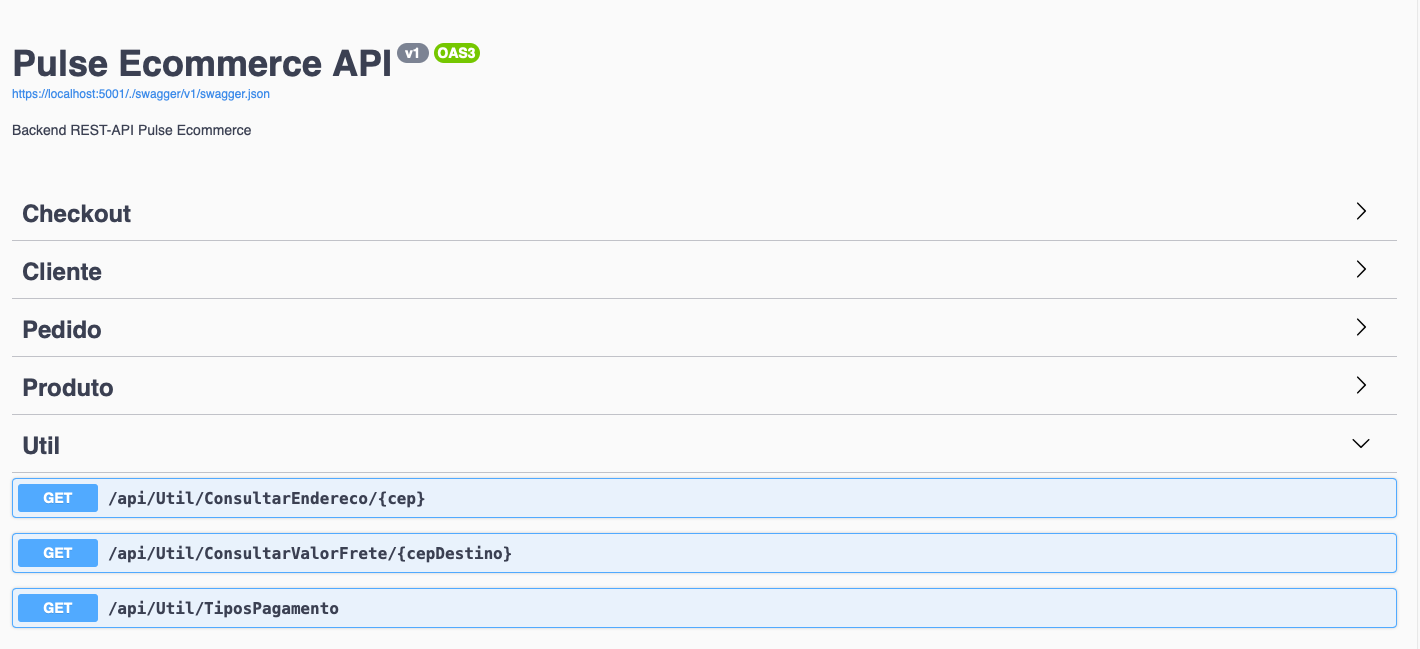 Pulse Ecommerce API v1 OAS3
https://localhost:5001/./swagger/v1/swagger.json
Backend REST-API Pulse Ecommerce
Checkout
Cliente
Pedido
Produto
Util
GET /api/Util/ConsultarEndereco/{cep}
GET /api/Util/ConsultarValorFrete/{cepDestino}
GET /api/Util/TiposPagamento